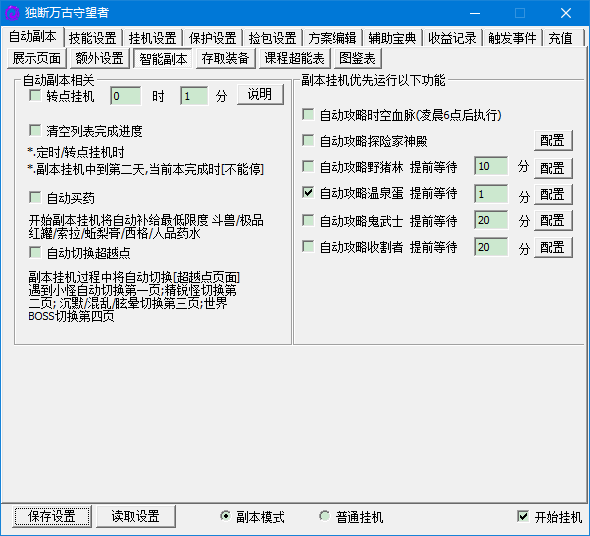 独断万古守望者
自动副本 技能设置 挂机设置 保护设置 捡包设置 方案编辑 辅助宝典 收益记录 触发事件 充值
展示页面 额外设置 智能副本 存取装备 课程超能表 图鉴表
自动副本相关
转点挂机 0 时 1 分 说明
清空列表完成进度
*.定时/转点挂机时
*.副本挂机中到第二天,当前本完成时[不能停]
自动买药
开始副本挂机将自动补给最低限度 斗兽/极品
红罐/索拉/蚯梨膏/西格/人品药水
自动切换超越点
副本挂机过程中将自动切换[超越点页面]
遇到小怪自动切换第一页;精锐怪切换第
二页; 沉默/混乱/眩晕切换第三页;世界
BOSS切换第四页
副本挂机优先运行以下功能
自动攻略时空血脉(凌晨6点后执行)
自动攻略探险家神殿 配置
自动攻略野猪林 提前等待 10 分 配置
自动攻略温泉蛋 提前等待 1 分 配置
自动攻略鬼武士 提前等待 20 分 配置
自动攻略收割者 提前等待 20 分 配置
保存设置 读取设置 副本模式 普通挂机 开始挂机